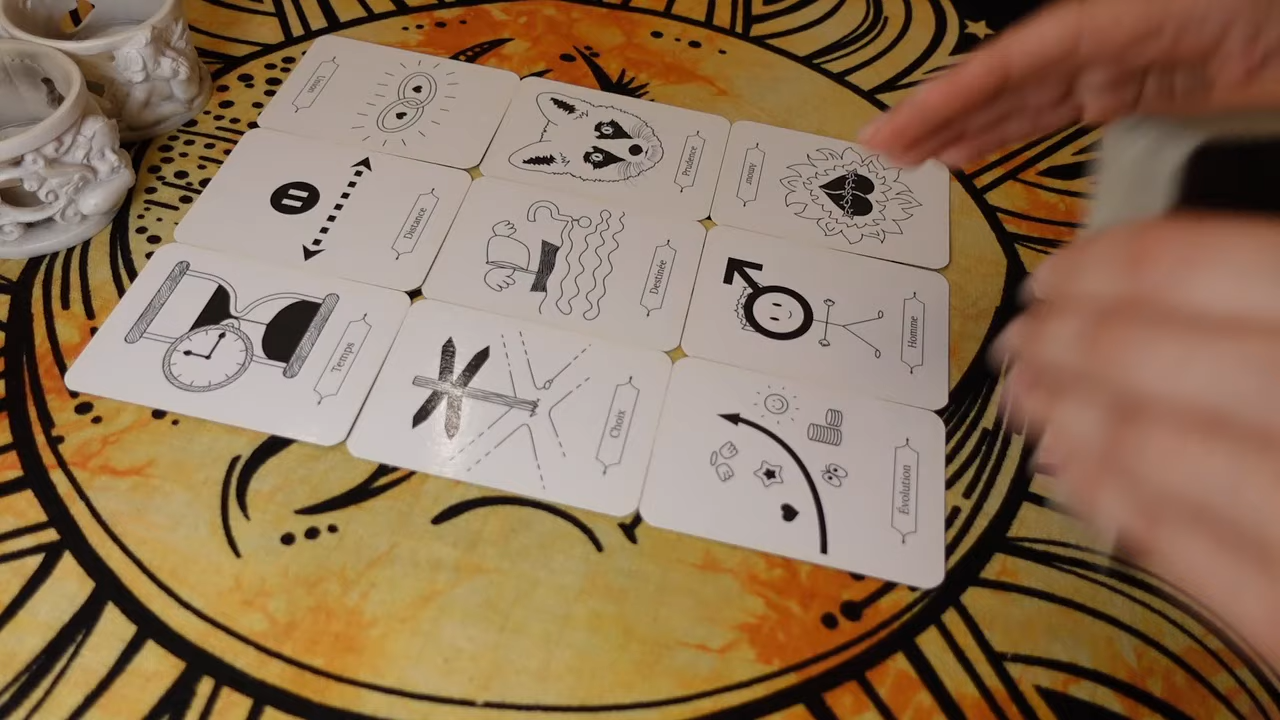 Union
Prudence
Amour
Distance
Destinée
Homme
Temps
Choix
Évolution